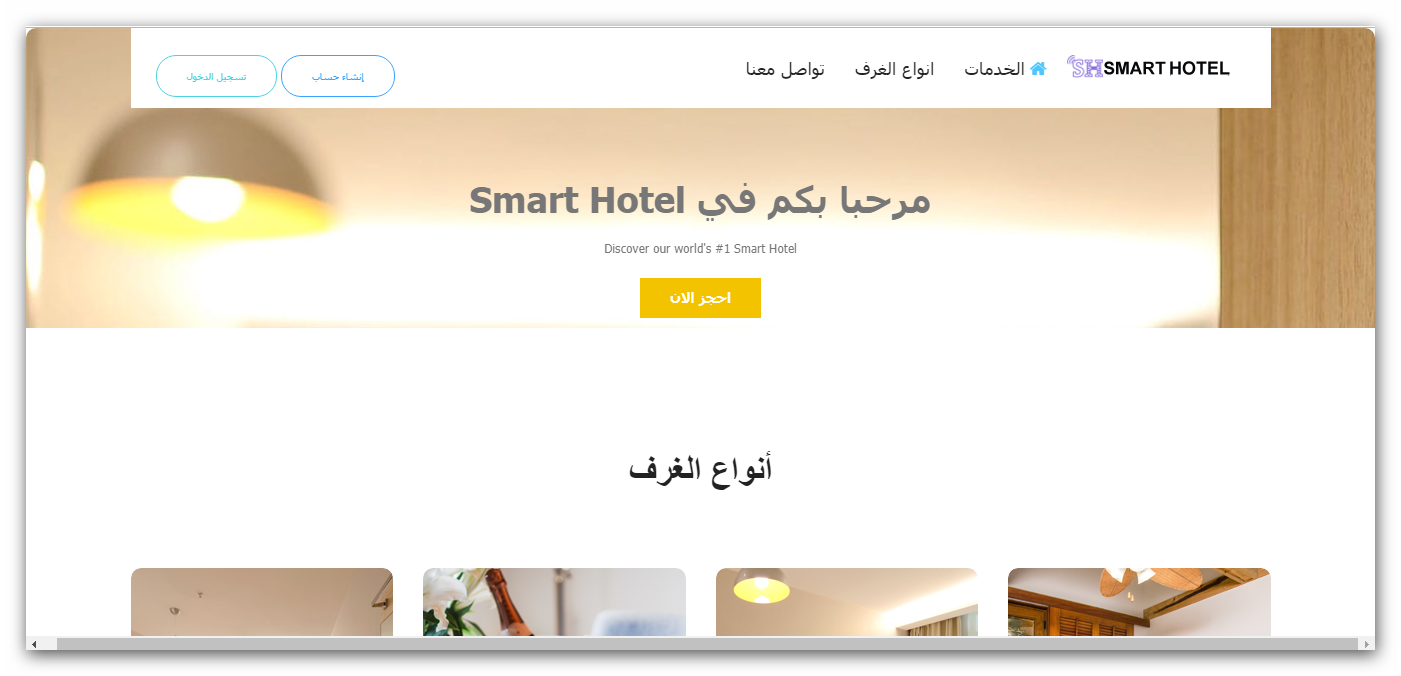 SH SMART HOTEL
الخدمات
انواع الغرف
تواصل معنا
إنشاء حساب
تسجيل الدخول
مرحبا بكم في Smart Hotel
Discover our world's #1 Smart Hotel
احجز الان
أنواع الغرف